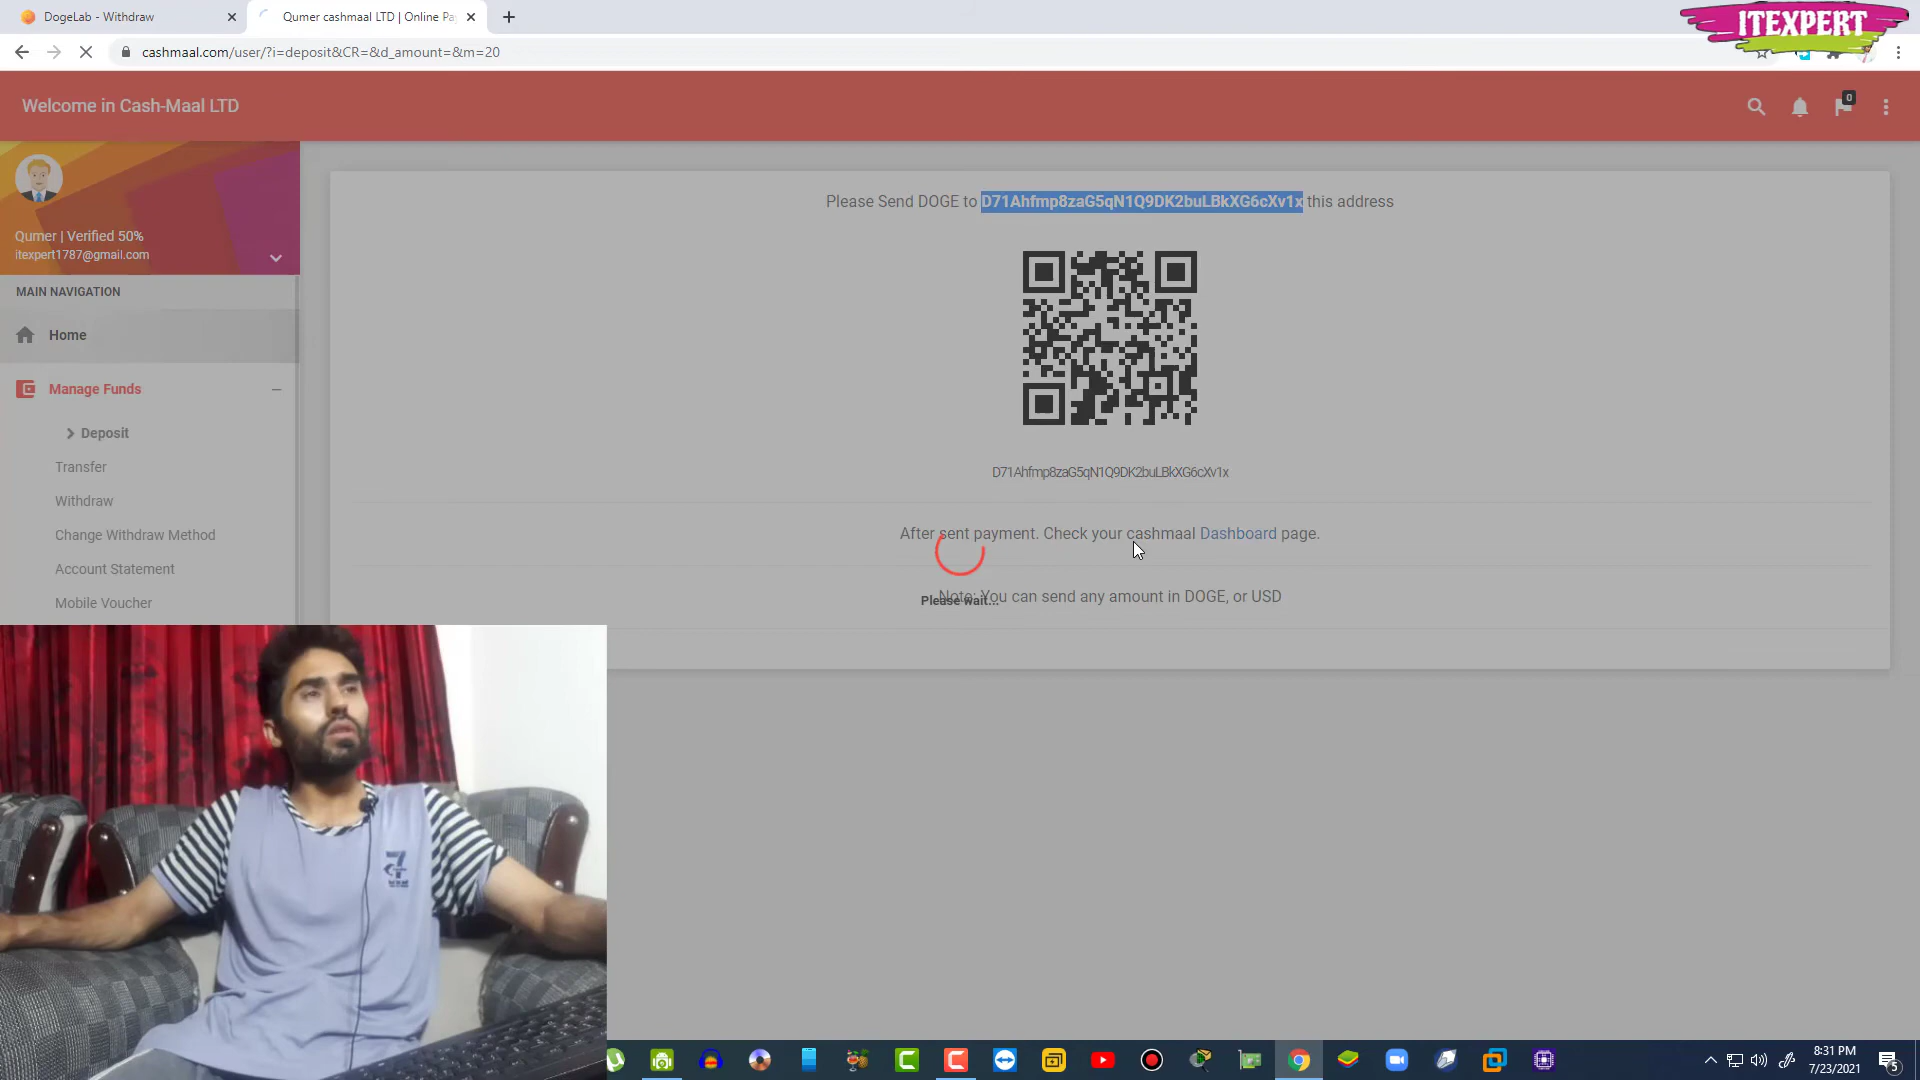 DogeLab - Withdraw
Qumer cashmaal LTD | Online Pa
ITEXPERT
cashmaal.com/user/?i=deposit&CR=&d_amount=&m=20
Welcome in Cash-Maal LTD
0
Please Send DOGE to D71Ahfmp8zaG5qN1Q9DK2buLBkXG6cXv1x this address
Qumer | Verified 50%
itexpert1787@gmail.com
MAIN NAVIGATION
Home
Manage Funds
Deposit
Transfer
Withdraw
Change Withdraw Method
Account Statement
Mobile Voucher
D71Ahfmp8zaG5qN1Q9DK2buLBkXG6cXv1x
After sent payment. Check your cashmaal Dashboard page.
Please wait...
Note: You can send any amount in DOGE, or USD
8:31 PM
7/23/2021
5